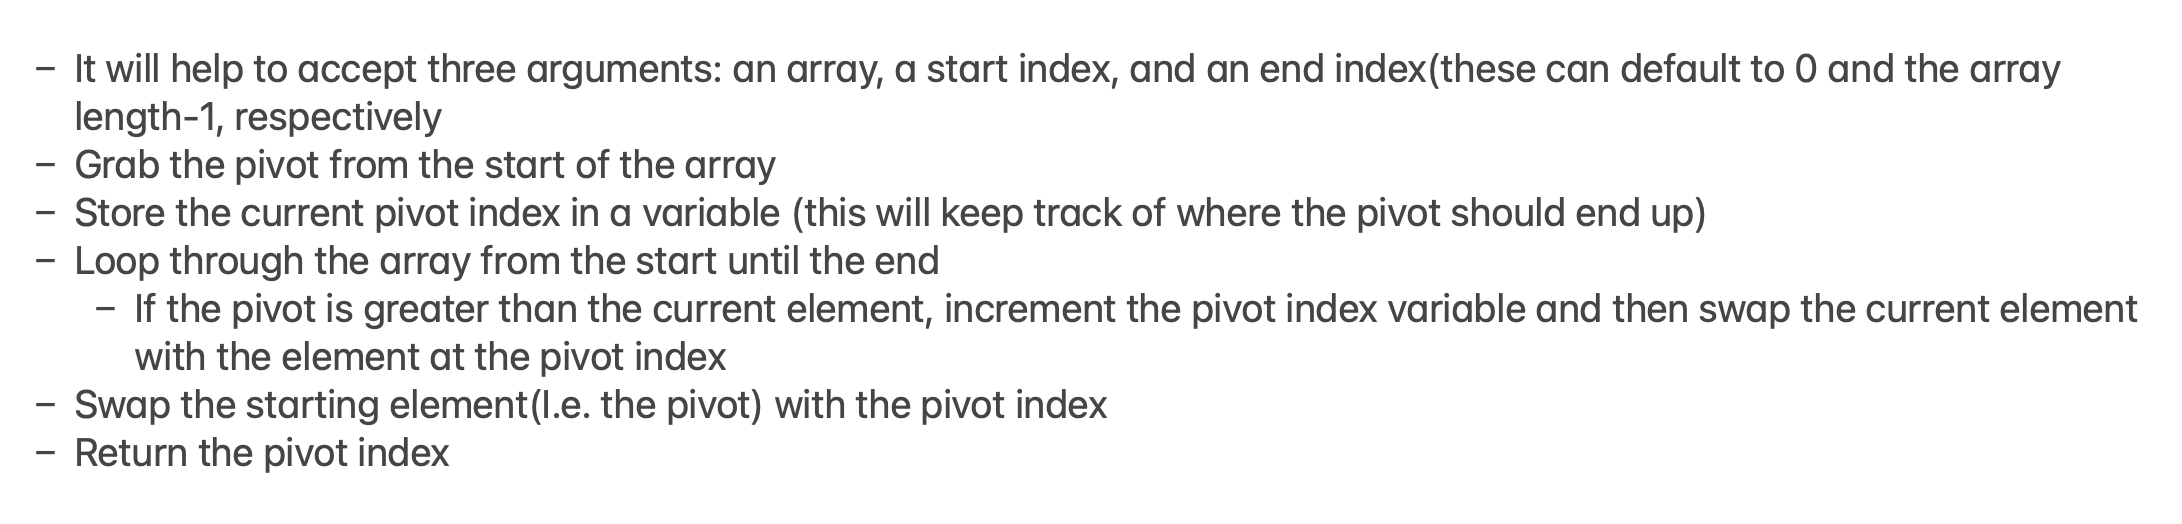 – It will help to accept three arguments: an array, a start index, and an end index(these can default to 0 and the array
length-1, respectively
– Grab the pivot from the start of the array
– Store the current pivot index in a variable (this will keep track of where the pivot should end up)
– Loop through the array from the start until the end
– If the pivot is greater than the current element, increment the pivot index variable and then swap the current element
with the element at the pivot index
– Swap the starting element(I.e. the pivot) with the pivot index
– Return the pivot index